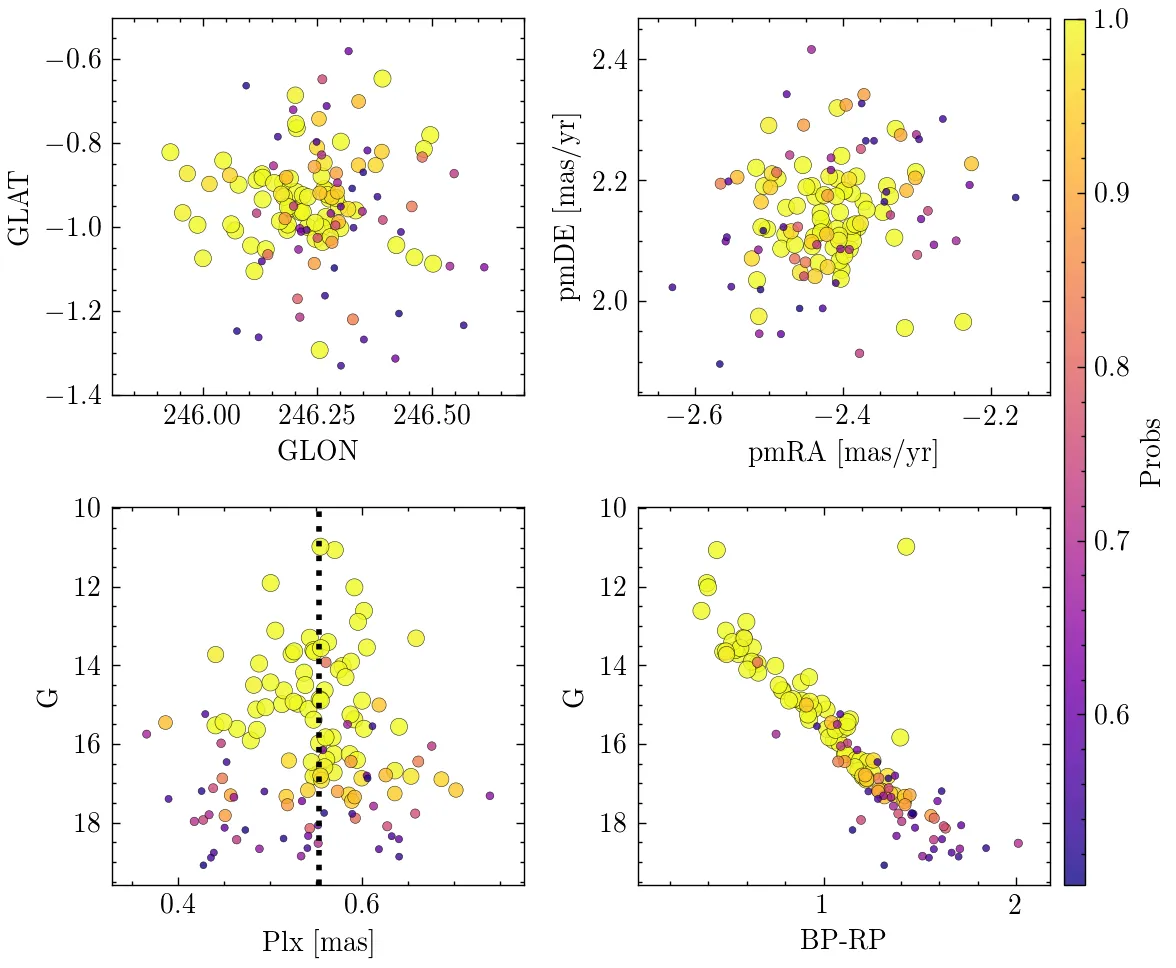 −0.6
−0.8
−1.0
−1.2
−1.4
GLAT
246.00 246.25 246.50
GLON
2.4
2.2
2.0
pmDE [mas/yr]
−2.6 −2.4 −2.2
pmRA [mas/yr]
10
12
14
16
18
G
0.4 0.6
Plx [mas]
10
12
14
16
18
G
1 2
BP-RP
1.0
0.9
0.8
0.7
0.6
Probs